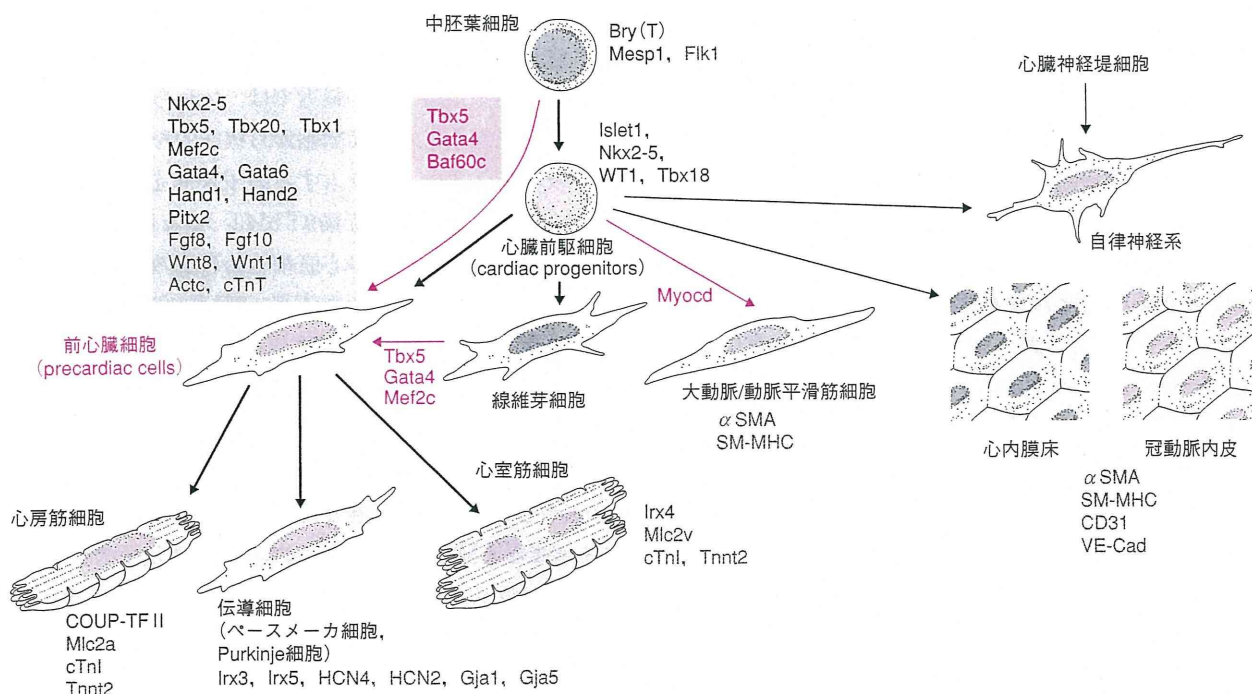 中胚葉細胞
Bry(T)
Mesp1, Flk1
心臓神経堤細胞
Nkx2-5
Tbx5, Tbx20, Tbx1
Mef2c
Gata4, Gata6
Hand1, Hand2
Pitx2
Fgf8, Fgf10
Wnt8, Wnt11
Actc, cTnT
Tbx5
Gata4
Baf60c
Islet1,
Nkx2-5,
WT1, Tbx18
自律神経系
心臓前駆細胞
(cardiac progenitors)
Myocd
前心臓細胞
(precardiac cells)
Tbx5
Gata4
Mef2c
線維芽細胞
大動脈/動脈平滑筋細胞
αSMA
SM-MHC
心内膜床
冠動脈内皮
αSMA
SM-MHC
CD31
VE-Cad
心房筋細胞
心室筋細胞
Irx4
Mlc2v
cTnI, Tnnt2
COUP-TFⅡ
Mlc2a
cTnI
Tnnt2
伝導細胞
(ペースメーカ細胞,
Purkinje細胞)
Irx3, Irx5, HCN4, HCN2, Gja1, Gja5